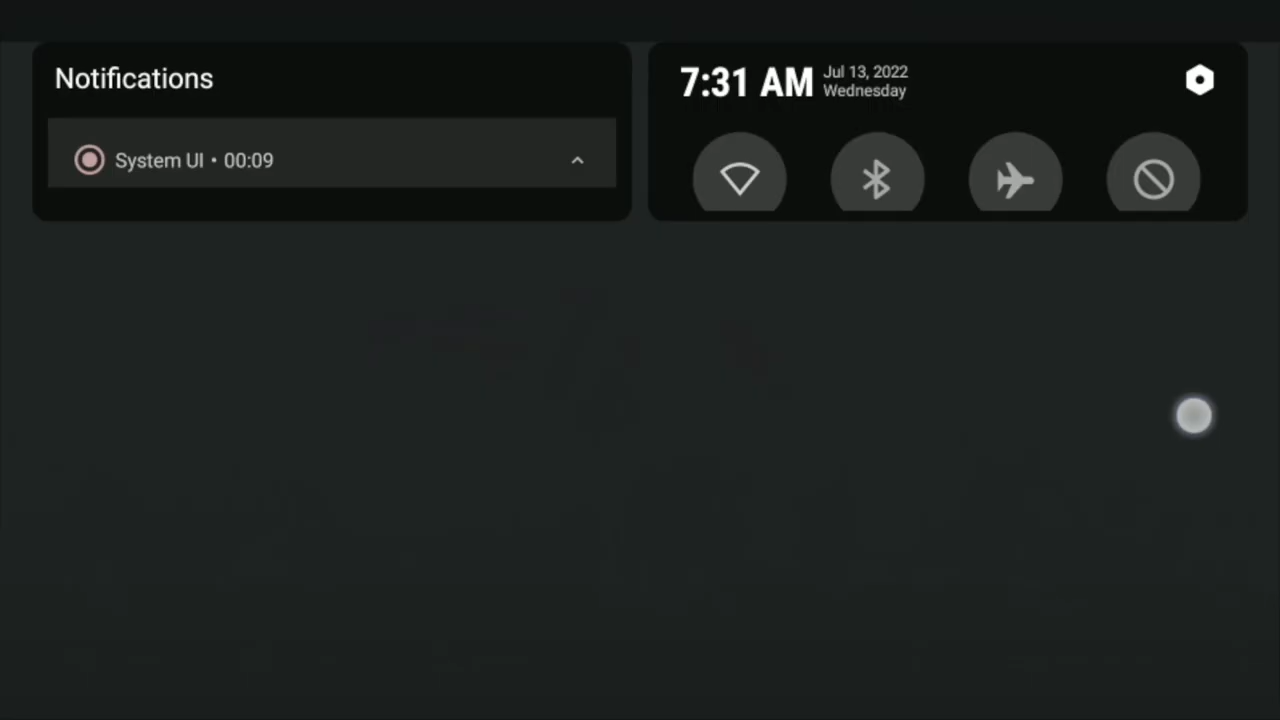 Notifications
System UI • 00:09
7:31 AM
Jul 13, 2022
Wednesday